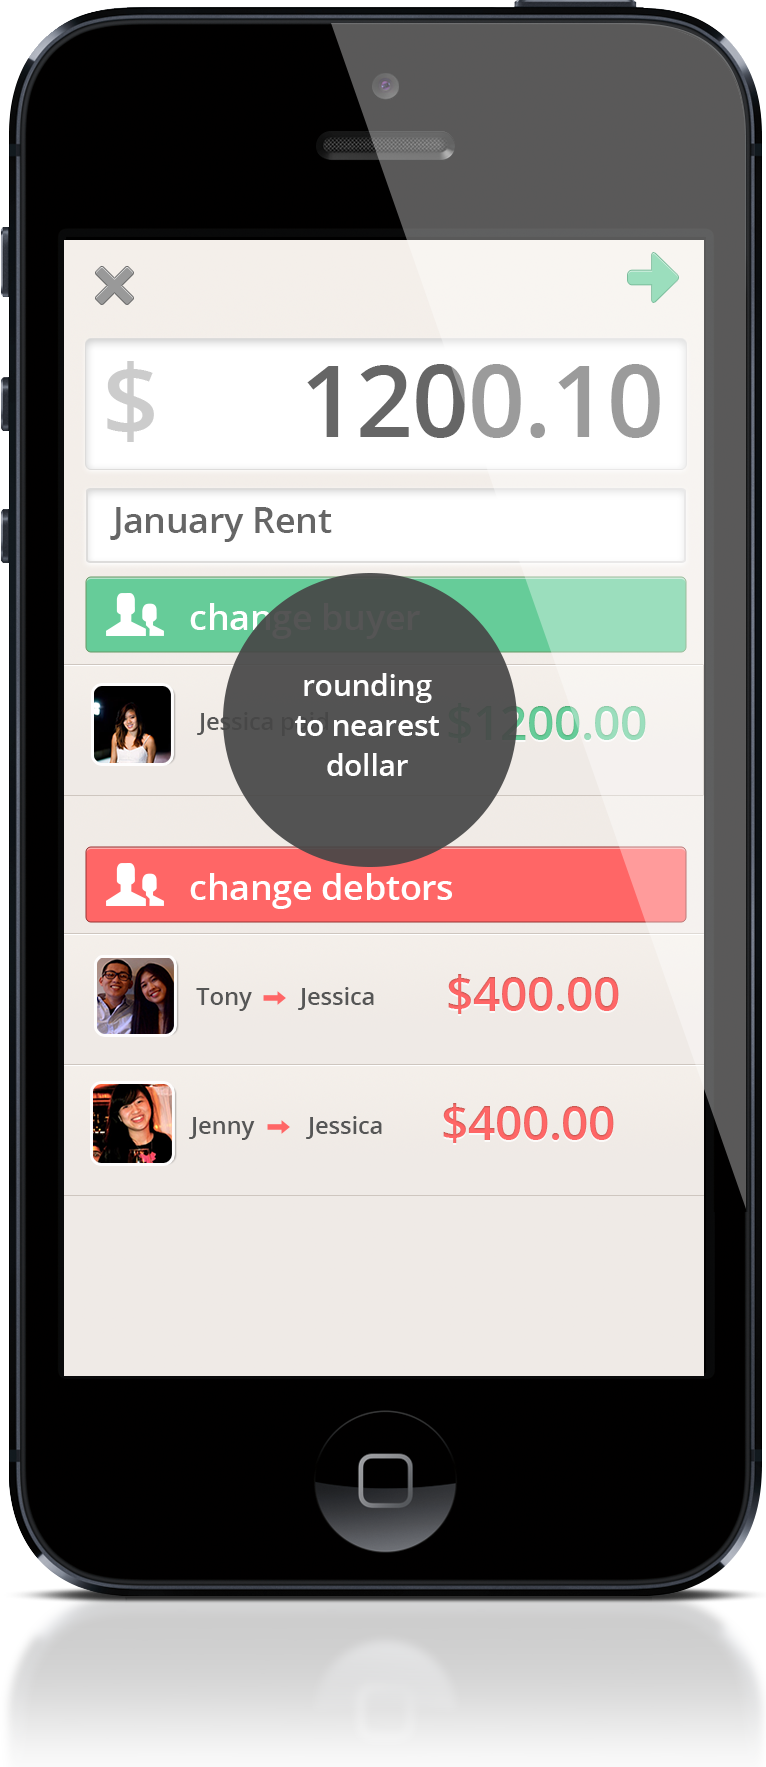 $ 1200.10
January Rent
change buyer
Jessica paid $1200.00
rounding
to nearest
dollar
change debtors
Tony Jessica $400.00
Jenny Jessica $400.00